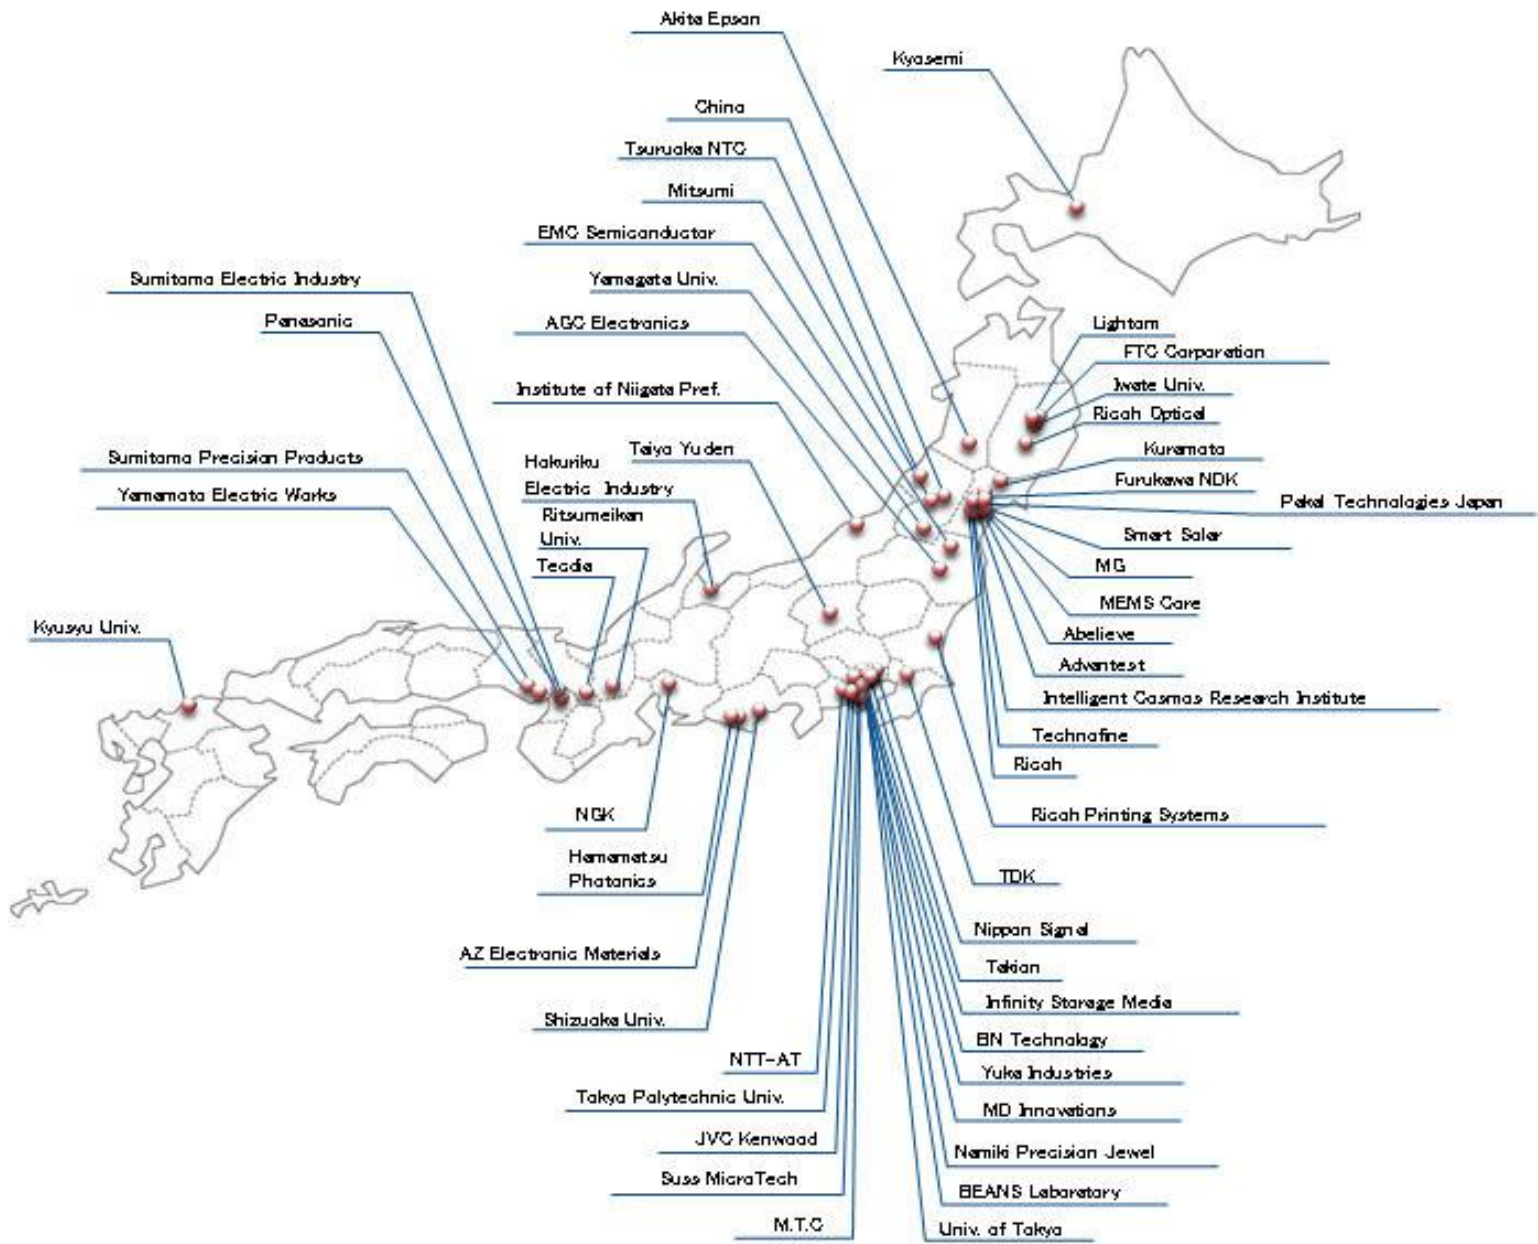 Akita Epson
Kyosemi
Chino
Tsuruoka NTC
Mitsumi
EMC Semiconductor
Sumitomo Electric Industry
Yamagata Univ.
Panasonic
AGC Electronics
Lightom
FTC Corporation
Institute of Niigata Pref.
Iwate Univ.
Ricoh Optical
Taiyo Yuden
Kuramoto
Sumitomo Precision Products
Hokuriku
Electric Industry
Furukawa NDK
Yamamoto Electric Works
Pakal Technologies Japan
Ritsumeikan
Univ.
Smart Solar
Tecdia
MG
MEMS Core
Kyusyu Univ.
Abelieve
Advantest
Intelligent Cosmos Research Institute
Technofine
Ricoh
NGK
Ricoh Printing Systems
Hamamatsu
Photonics
TDK
Nippon Signal
AZ Electronic Materials
Tokion
Infinity Storage Media
Shizuoka Univ.
BN Technology
NTT-AT
Yuka Industries
Tokyo Polytechnic Univ.
MD Innovations
JVC Kenwood
Namiki Precision Jewel
Suss MicroTech
BEANS Laboratory
M.T.C
Univ. of Tokyo